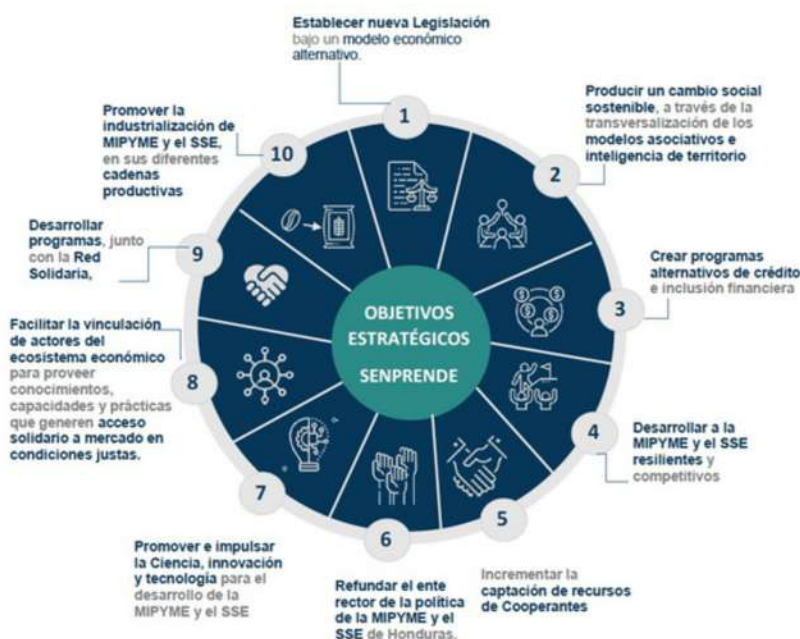 Establecer nueva Legislación
bajo un modelo económico
alternativo.
1
Producir un cambio social
sostenible, a través de la
transversalización de los
modelos asociativos e
inteligencia de territorio
2
Crear programas
alternativos de crédito
e inclusión financiera
3
Desarrollar a la
MIPYME y el SSE
resilientes y
competitivos
4
Incrementar la
captación de recursos
de Cooperantes
5
Refundar el ente
rector de la política
de la MIPYME y el
SSE de Honduras.
6
Promover e impulsar
la Ciencia, innovación
y tecnología para el
desarrollo de la
MIPYME y el SSE
7
Facilitar la vinculación
de actores del
ecosistema económico
para proveer
conocimientos,
capacidades y prácticas
que generen acceso
solidario a mercado en
condiciones justas.
8
Desarrollar
programas, junto
con la Red
Solidaria,
9
Promover la
industrialización de
MIPYME y el SSE,
en sus diferentes
cadenas
productivas
10
OBJETIVOS
ESTRATÉGICOS
SENPRENDE